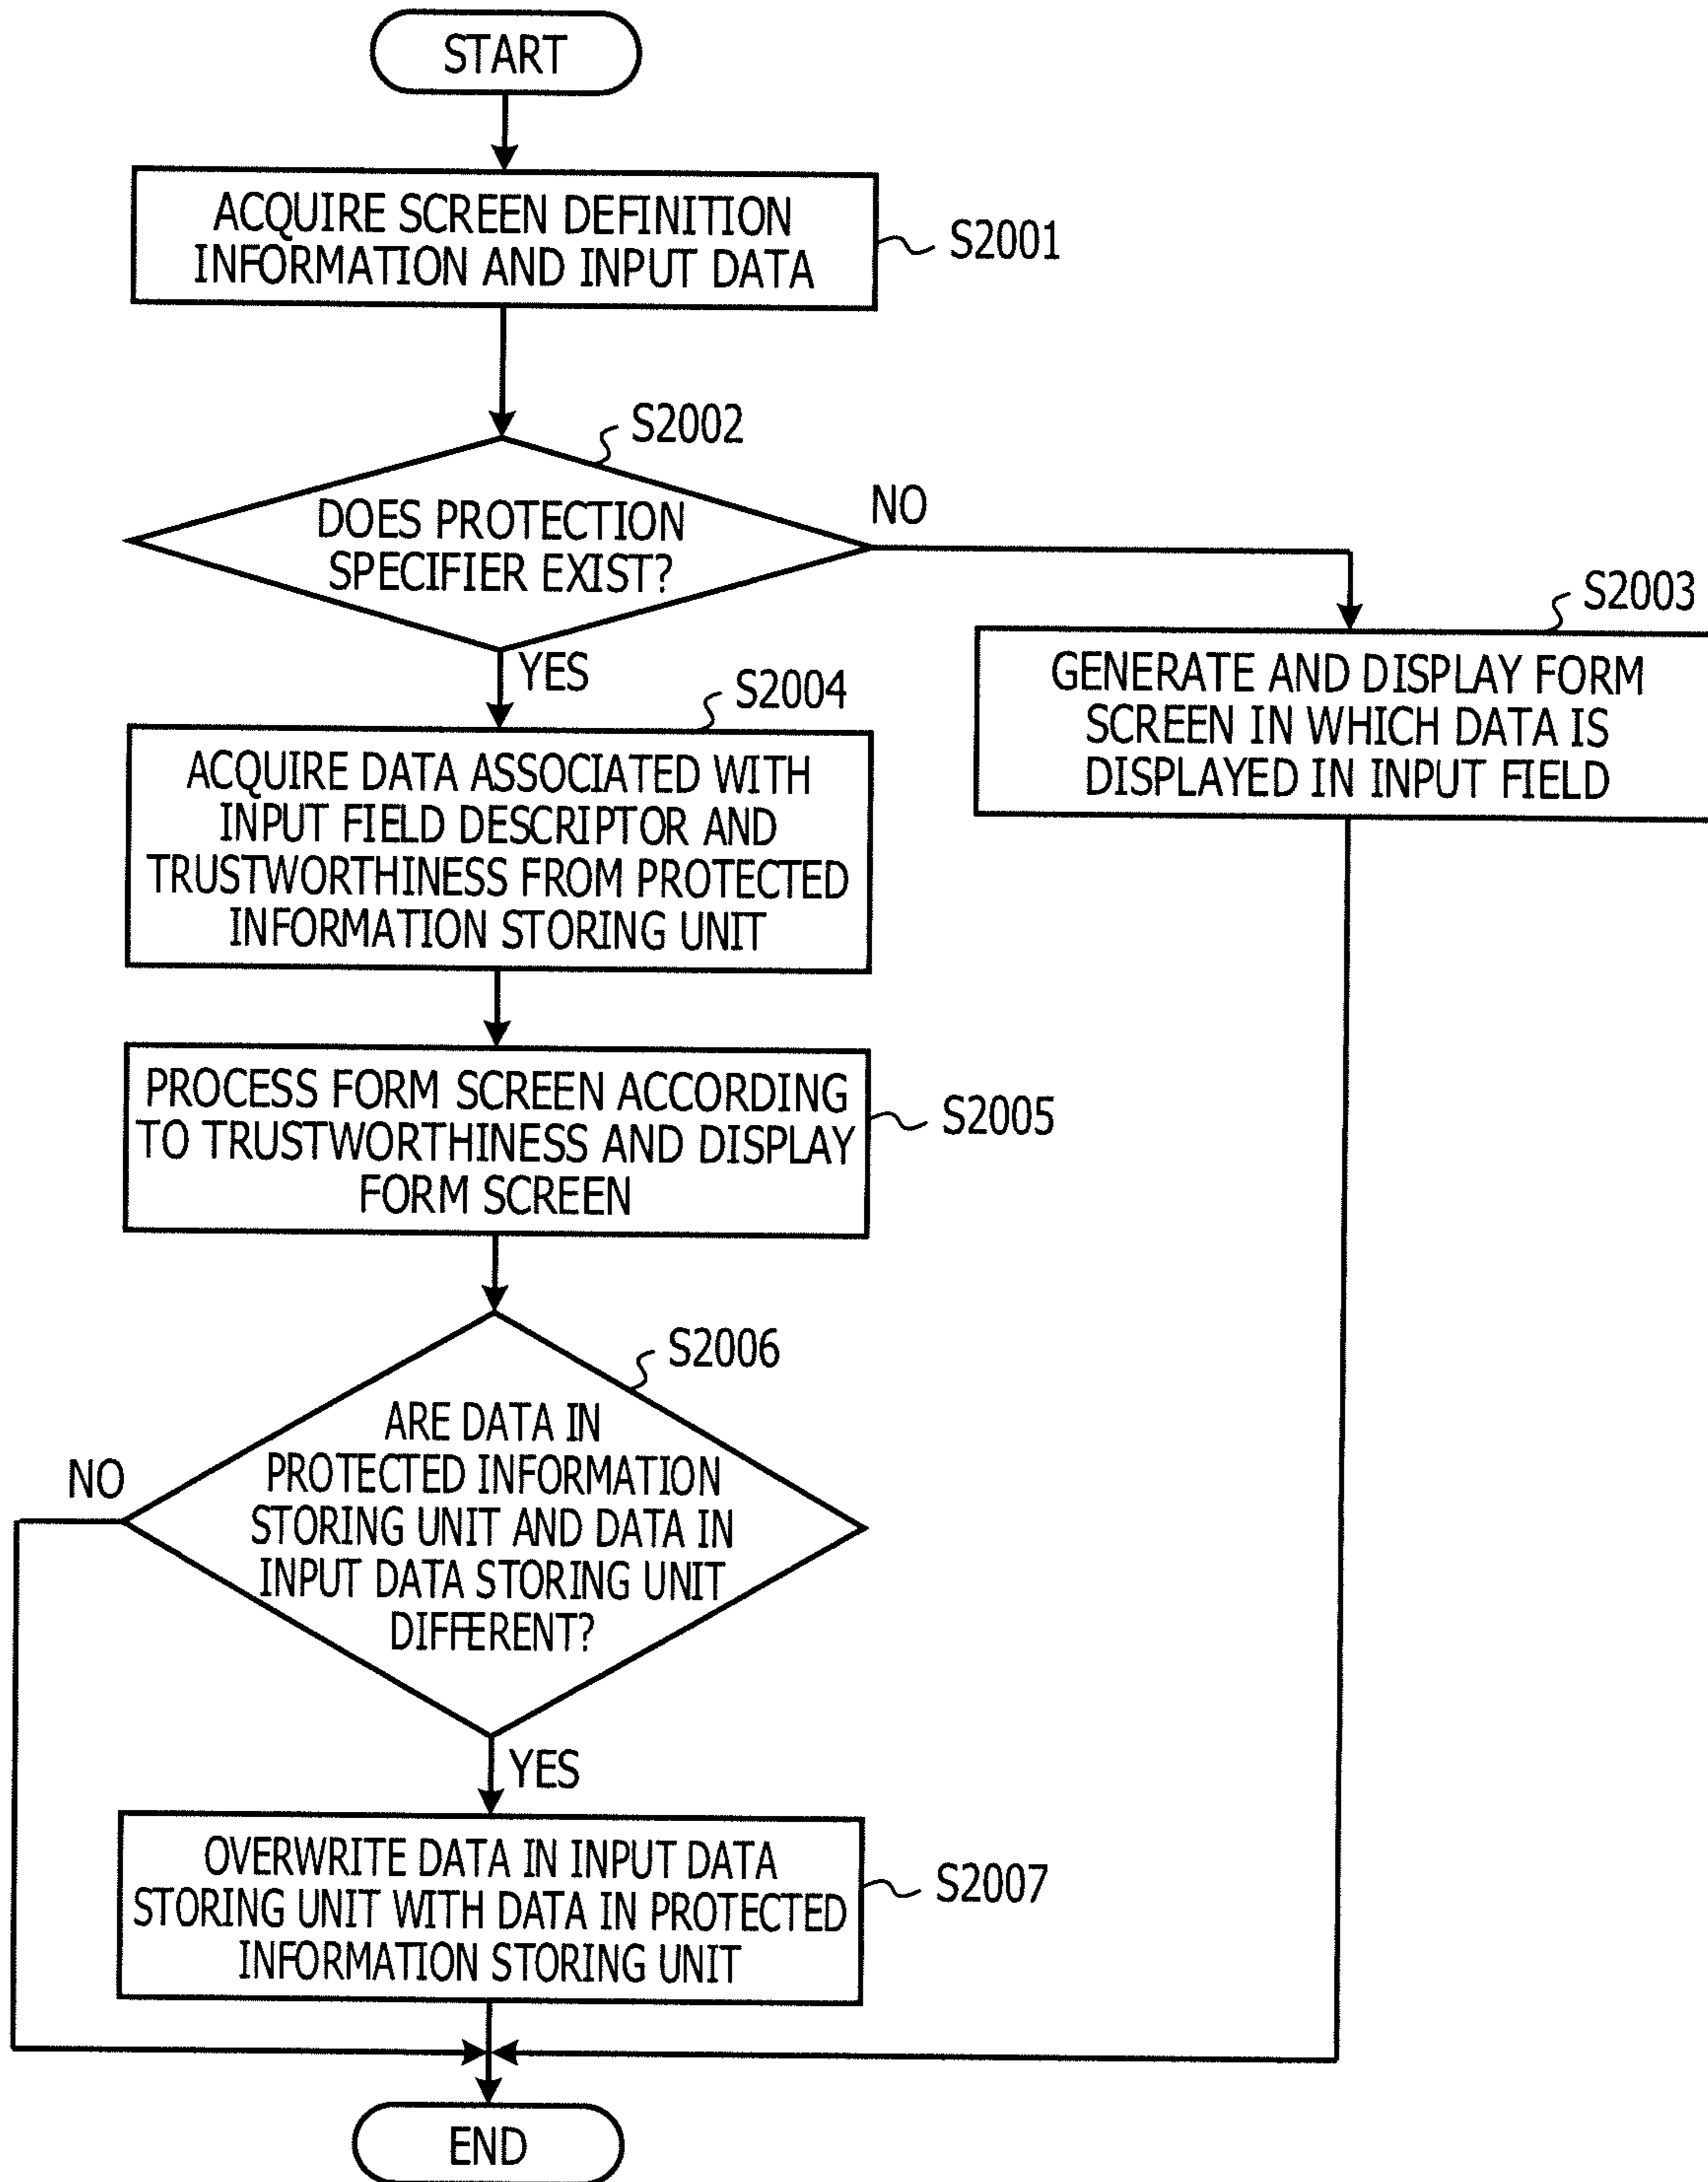 START
ACQUIRE SCREEN DEFINITION
INFORMATION AND INPUT DATA
S2001
S2002
DOES PROTECTION
SPECIFIER EXIST?
NO
YES
S2003
GENERATE AND DISPLAY FORM
SCREEN IN WHICH DATA IS
DISPLAYED IN INPUT FIELD
S2004
ACQUIRE DATA ASSOCIATED WITH
INPUT FIELD DESCRIPTOR AND
TRUSTWORTHINESS FROM PROTECTED
INFORMATION STORING UNIT
PROCESS FORM SCREEN ACCORDING
TO TRUSTWORTHINESS AND DISPLAY
FORM SCREEN
S2005
S2006
ARE DATA IN
PROTECTED INFORMATION
STORING UNIT AND DATA IN
INPUT DATA STORING UNIT
DIFFERENT?
NO
YES
OVERWRITE DATA IN INPUT DATA
STORING UNIT WITH DATA IN PROTECTED
INFORMATION STORING UNIT
S2007
END